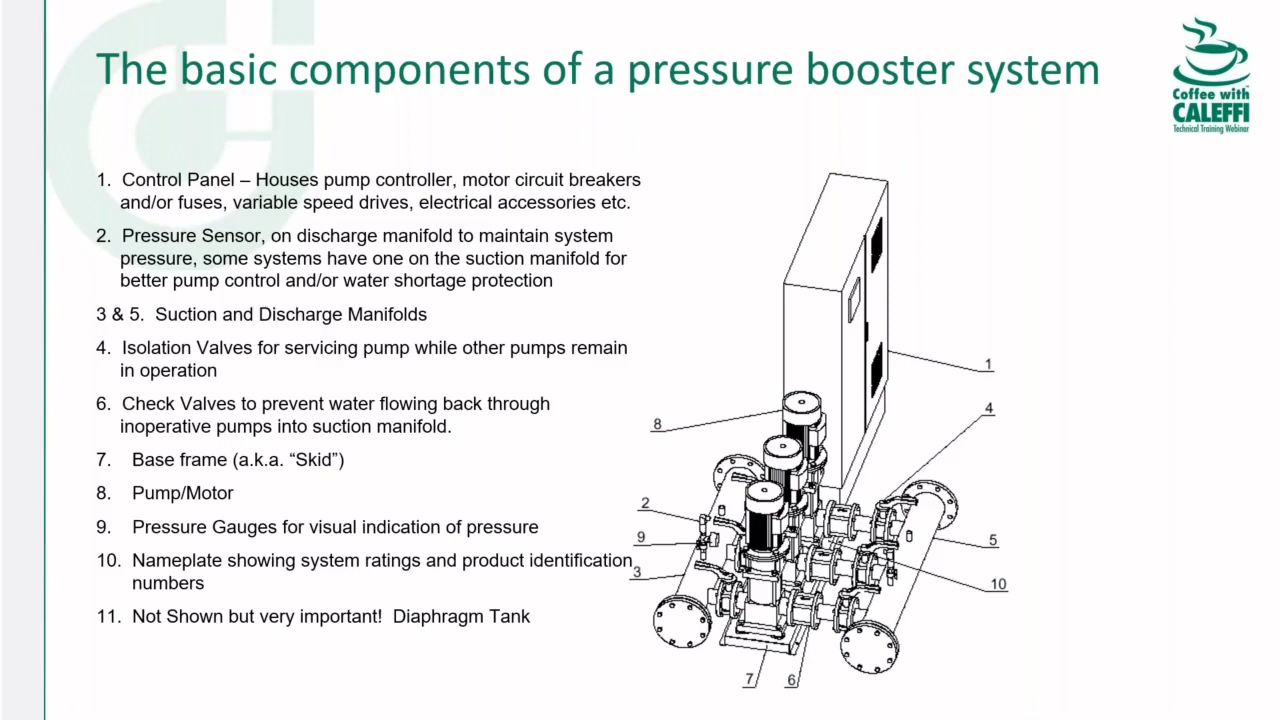 The basic components of a pressure booster system
Coffee with
CALEFFI
Technical Training Webinar
1. Control Panel – Houses pump controller, motor circuit breakers
and/or fuses, variable speed drives, electrical accessories etc.
2. Pressure Sensor, on discharge manifold to maintain system
pressure, some systems have one on the suction manifold for
better pump control and/or water shortage protection
3 & 5. Suction and Discharge Manifolds
4. Isolation Valves for servicing pump while other pumps remain
in operation
6. Check Valves to prevent water flowing back through
inoperative pumps into suction manifold.
7. Base frame (a.k.a. “Skid”)
8. Pump/Motor
9. Pressure Gauges for visual indication of pressure
10. Nameplate showing system ratings and product identification
numbers
11. Not Shown but very important! Diaphragm Tank
1
4
8
2
9
5
3
10
7
6